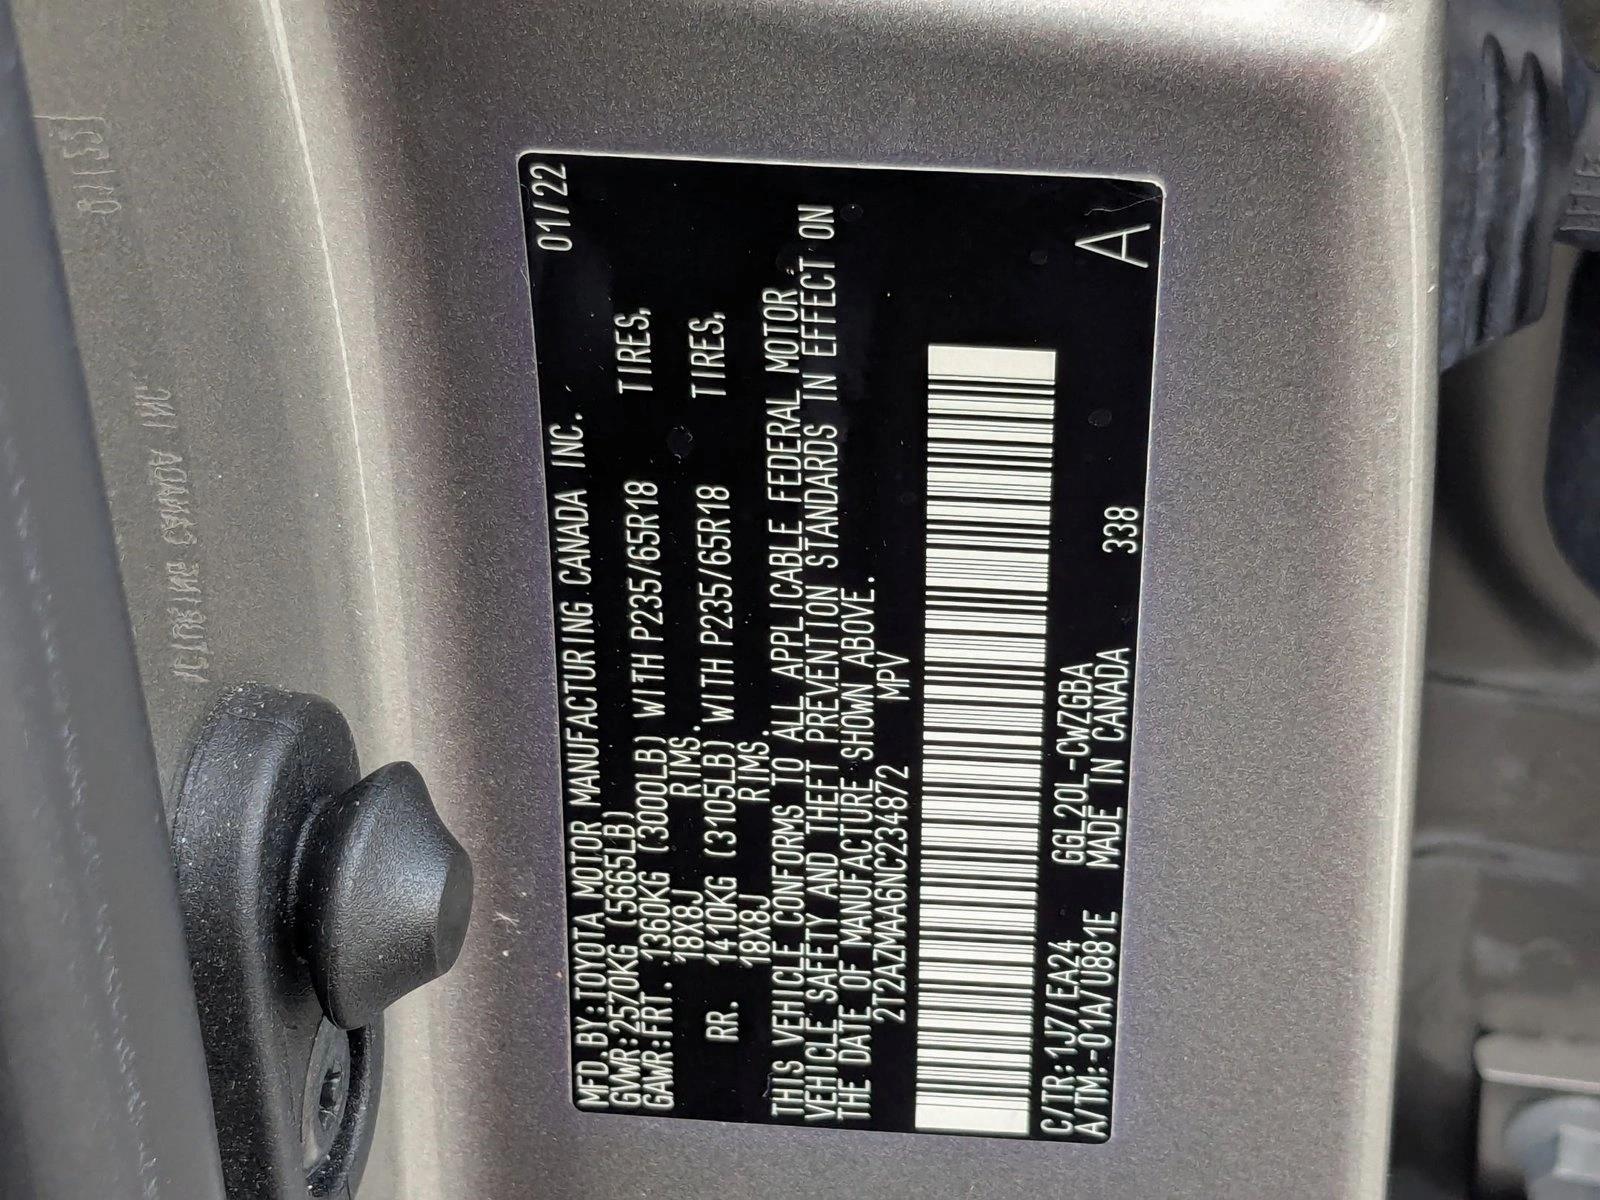 MFD.BY:TOYOTA MOTOR MANUFACTURING CANADA INC. 01/22
GVWR:2570KG (5665LB)
GAWR:FRT. 1360KG (3000LB) WITH P235/65R18 TIRES,
18X8J RIMS.
RR. 1410KG (3105LB) WITH P235/65R18 TIRES,
18X8J RIMS.
THIS VEHICLE CONFORMS TO ALL APPLICABLE FEDERAL MOTOR
VEHICLE SAFETY AND THEFT PREVENTION STANDARDS IN EFFECT ON
THE DATE OF MANUFACTURE SHOWN ABOVE.
2T2AZMAA6NC234872 MPV
C/TR:1J7/EA24 GGL20L-CWZGBA
A/TM:-01A/U881E MADE IN CANADA 338 A